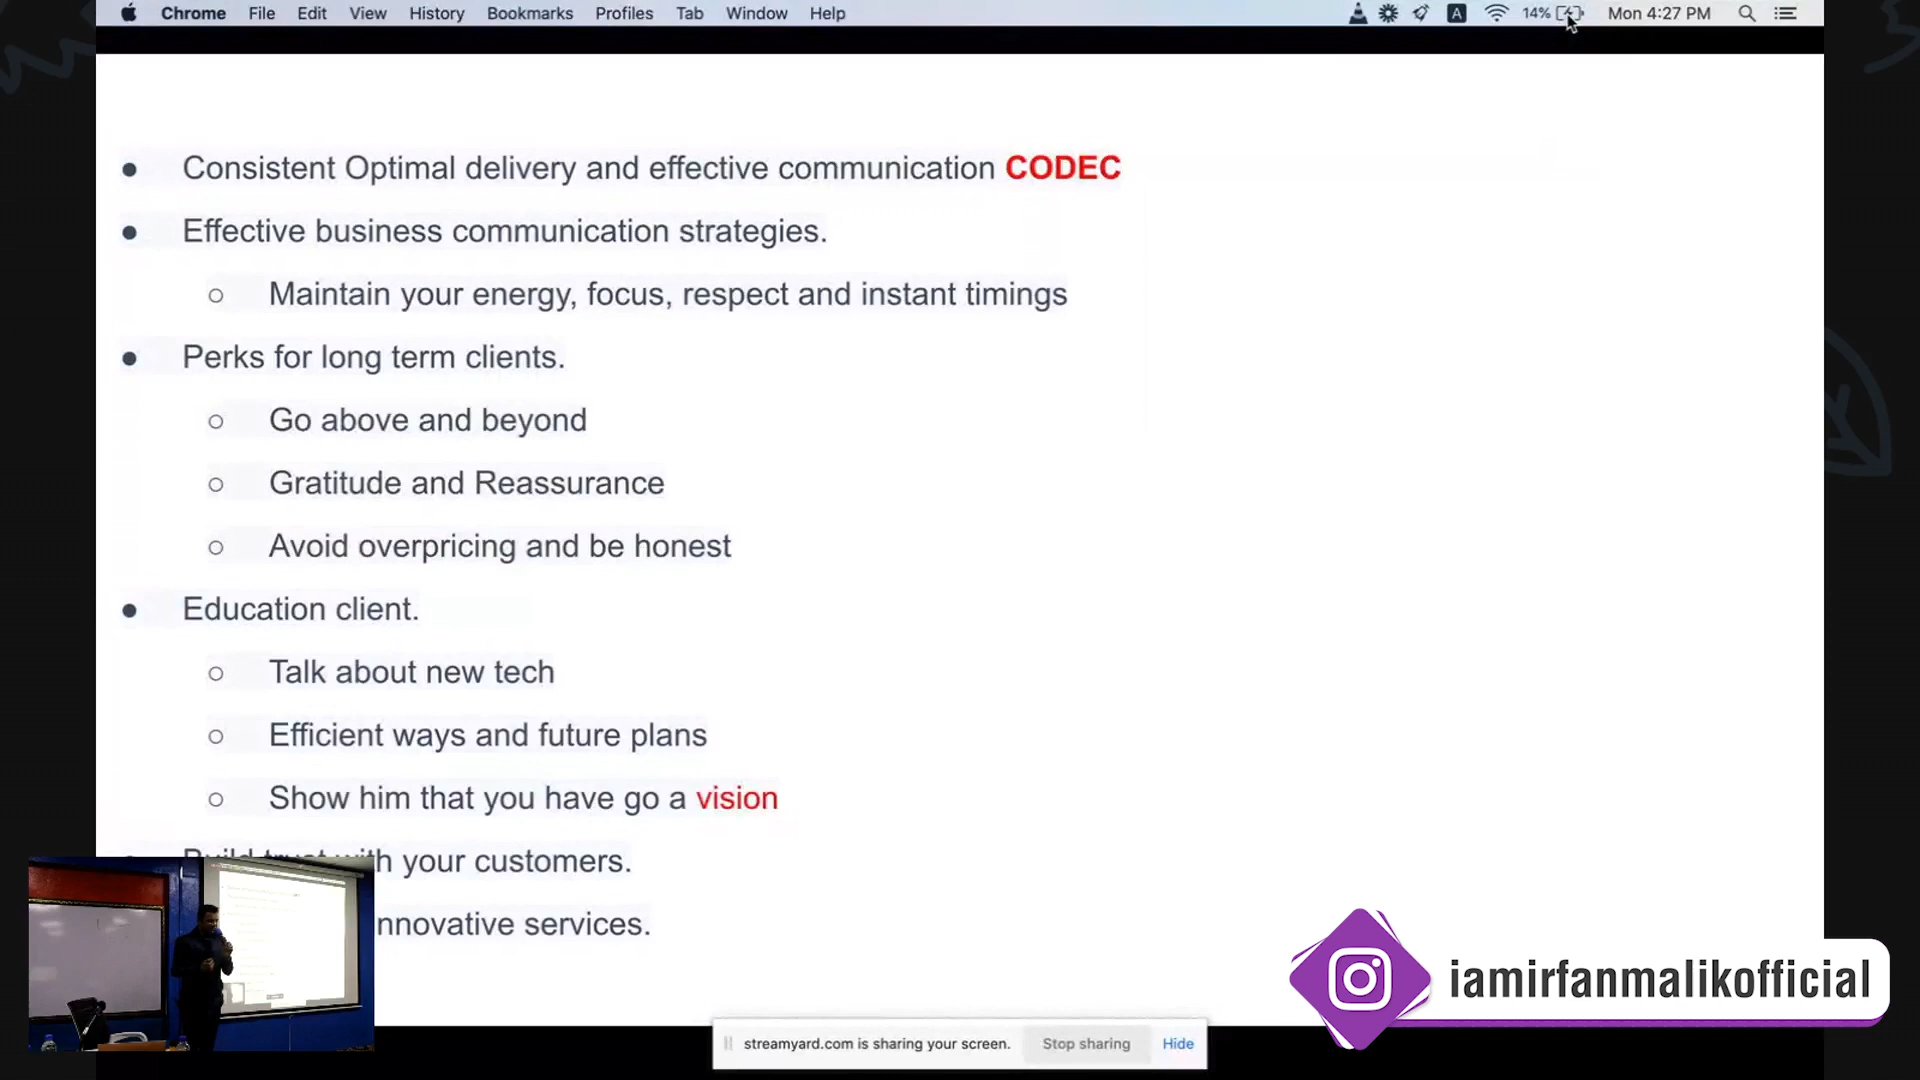 Chrome File Edit View History Bookmarks Profiles Tab Window Help A 14% Mon 4:27 PM
Consistent Optimal delivery and effective communication CODEC
Effective business communication strategies.
Maintain your energy, focus, respect and instant timings
Perks for long term clients.
Go above and beyond
Gratitude and Reassurance
Avoid overpricing and be honest
Education client.
Talk about new tech
Efficient ways and future plans
Show him that you have go a vision
Build trust with your customers.
nnovative services.
iamirfanmalikofficial
streamyard.com is sharing your screen. Stop sharing Hide